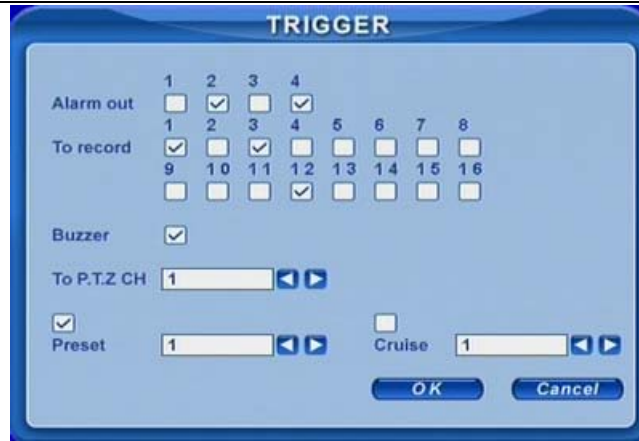 TRIGGER
1 2 3 4
Alarm out
1 2 3 4 5 6 7 8
To record
9 10 11 12 13 14 15 16
Buzzer
To P.T.Z CH 1
Preset 1 Cruise 1
OK Cancel